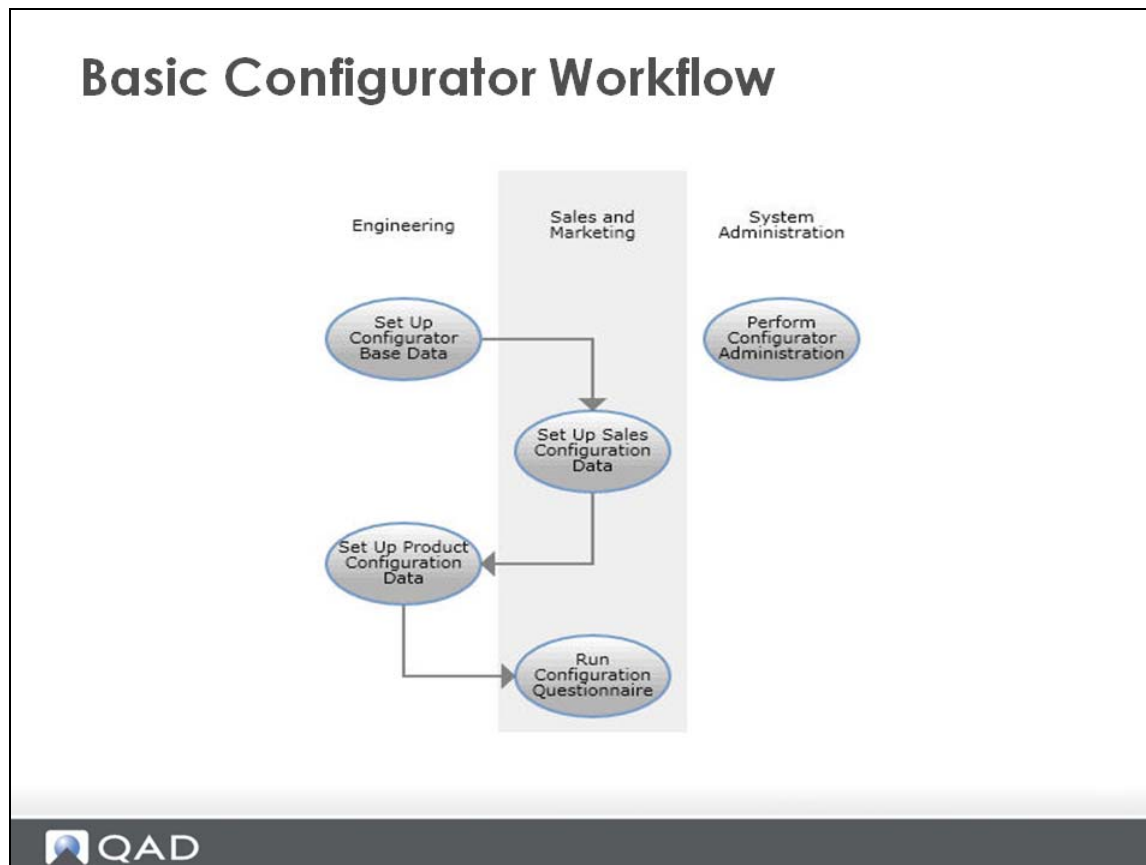 Basic Configurator Workflow
Engineering
Sales and
Marketing
System
Administration
Set Up
Configurator
Base Data
Perform
Configurator
Administration
Set Up Sales
Configuration
Data
Set Up Product
Configuration
Data
Run
Configuration
Questionnaire
QAD